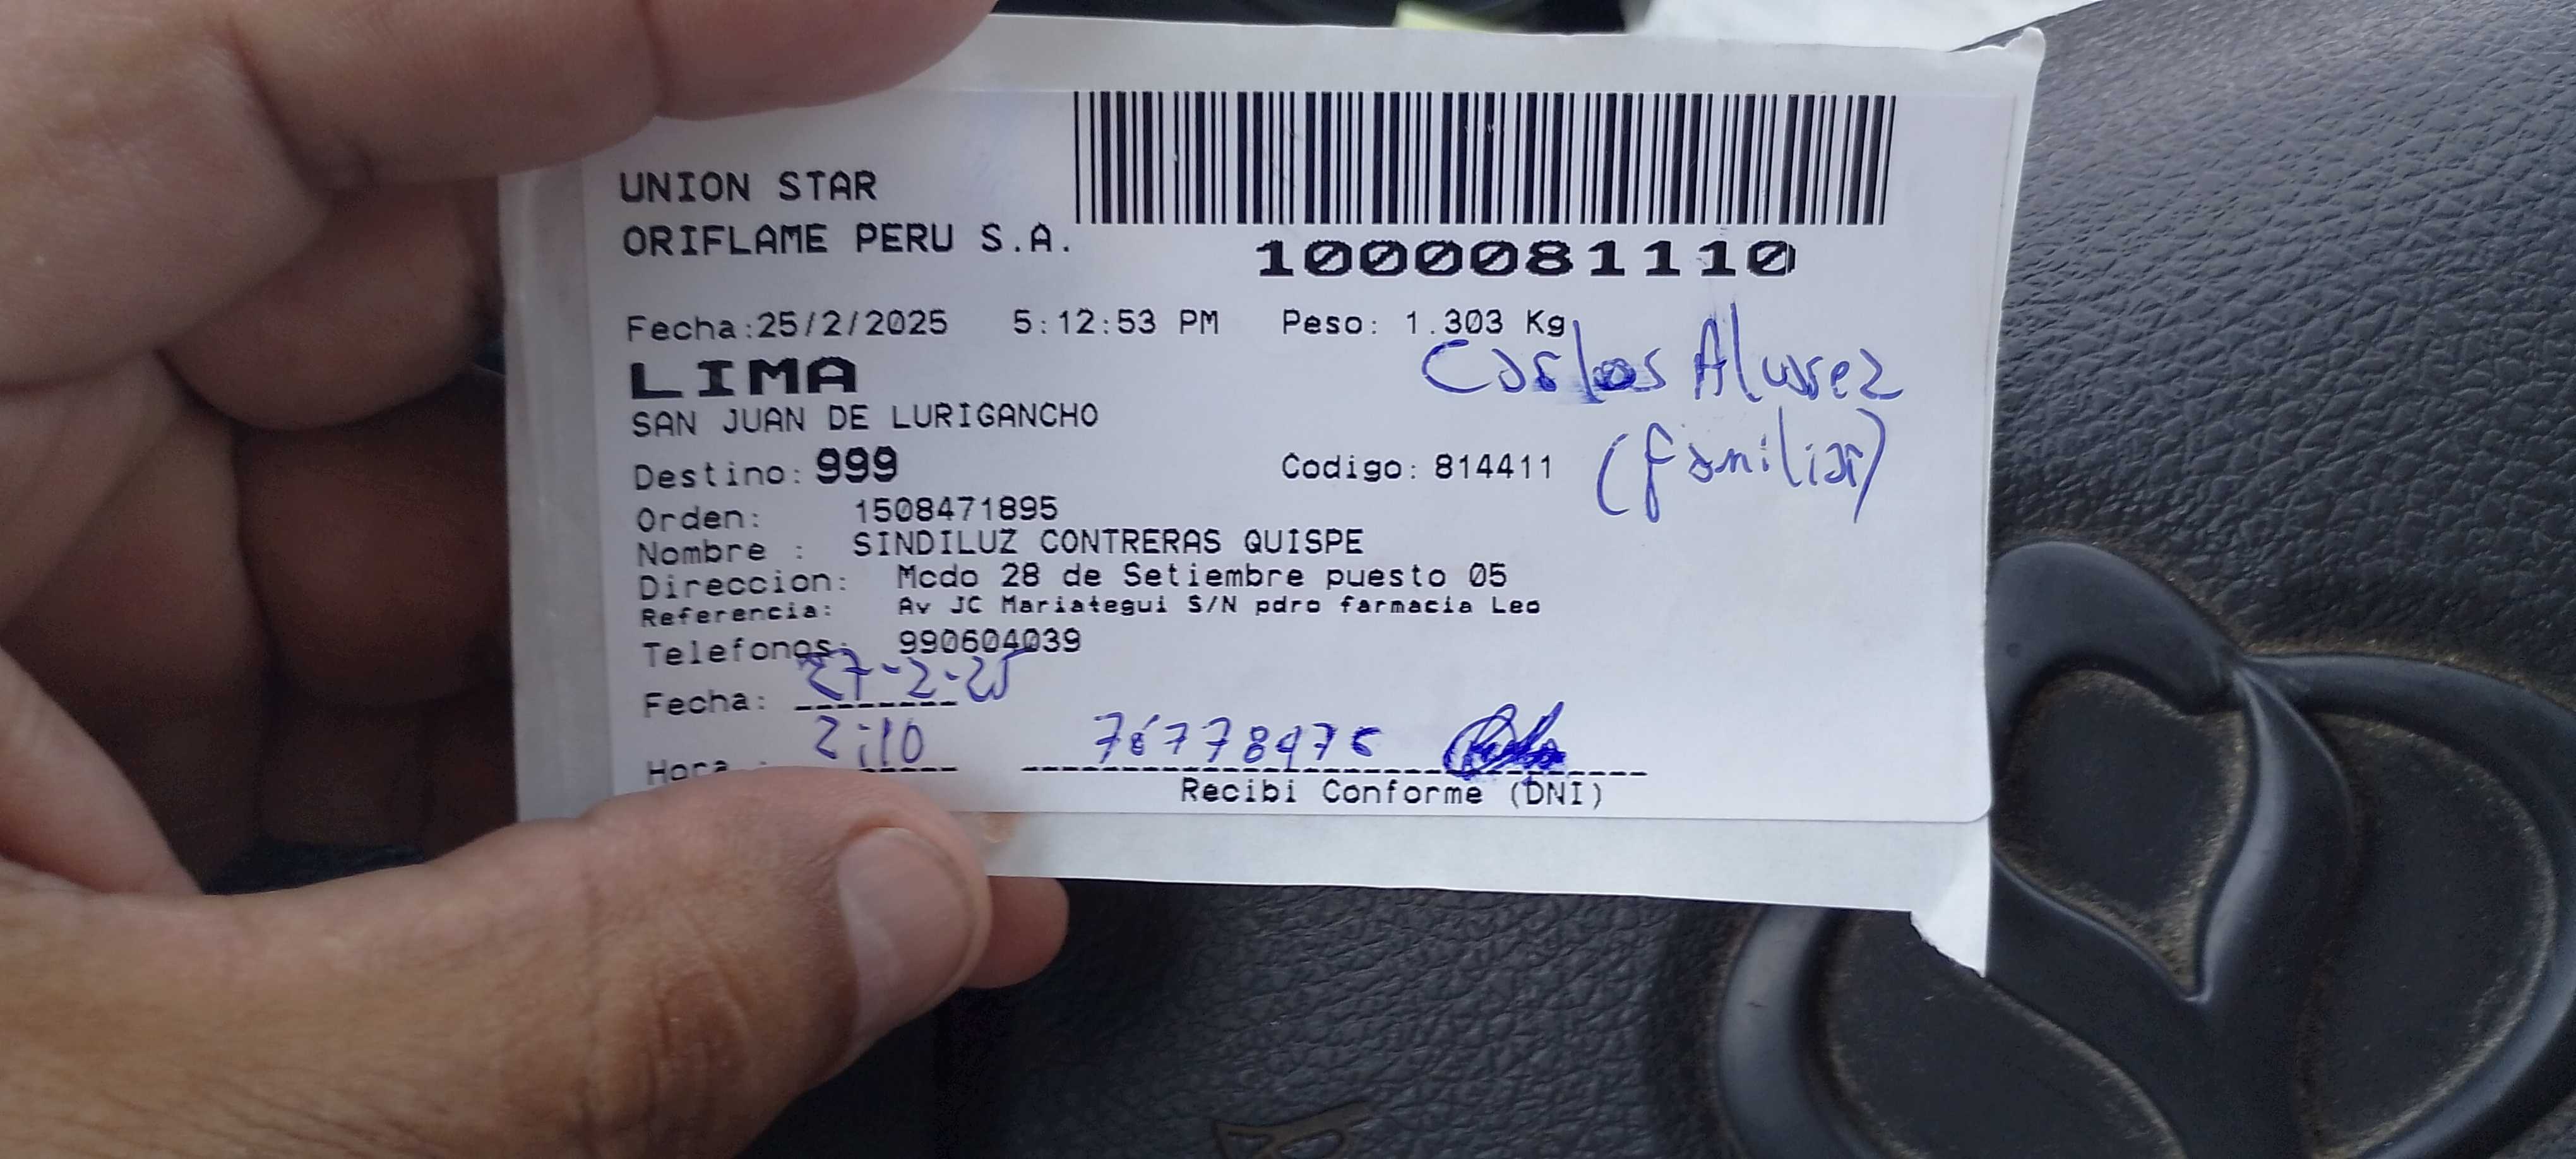 UNION STAR
ORIFLAME PERU S.A.
1000081110
Fecha:25/2/2025 5:12:53 PM Peso: 1.303 Kg
LIMA
Carlos Alvarez
SAN JUAN DE LURIGANCHO
(familiar)
Destino: 999 Codigo: 814411
Orden: 1508471895
Nombre : SINDILUZ CONTRERAS QUISPE
Direccion: Mcdo 28 de Setiembre puesto 05
Referencia: Av JC Mariategui S/N pdro farmacia Leo
Telefonos: 990604039
Fecha: 27-2-25
Hora : 2:10
Recibi Conforme (DNI)